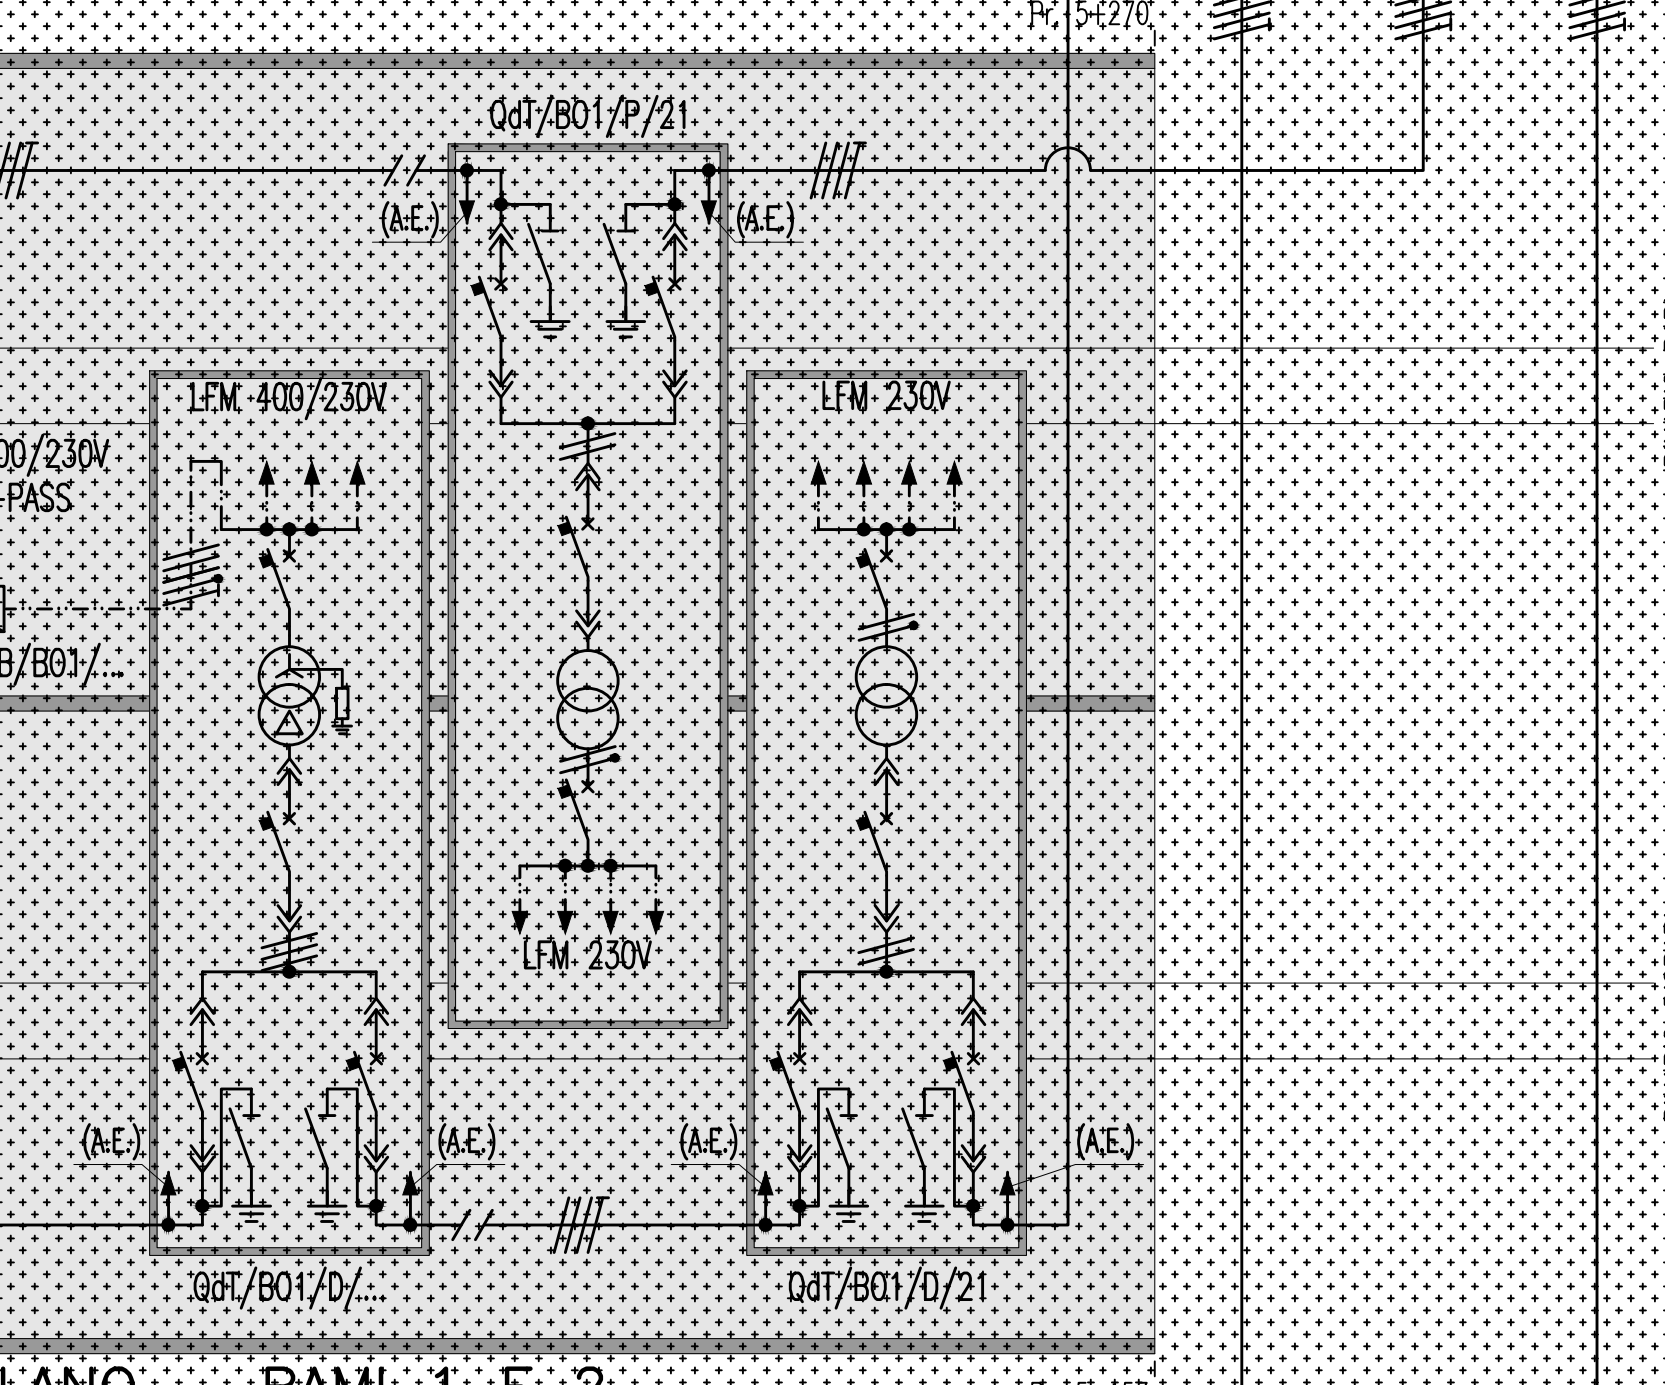 Pr. 5+270
QdT/B01/P/21
(A.E.) (A.E.)
LFM 400/230V LFM 230V
00/230V
-PASS
B/B01/...
LFM 230V
(A.E.) (A.E.) (A.E.) (A.E.)
QdT/B01/D/... QdT/B01/D/21